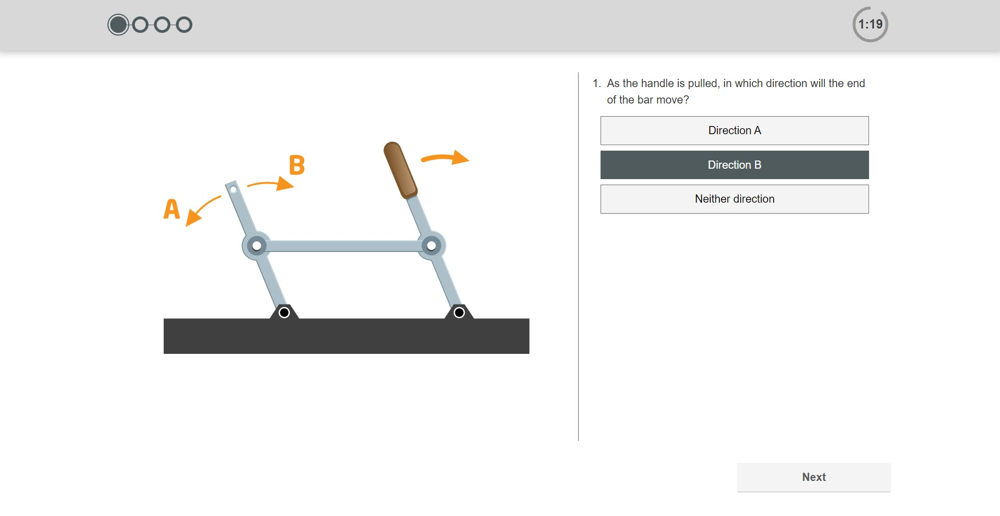 1:19
1. As the handle is pulled, in which direction will the end
of the bar move?
Direction A
Direction B
Neither direction
B
A
Next